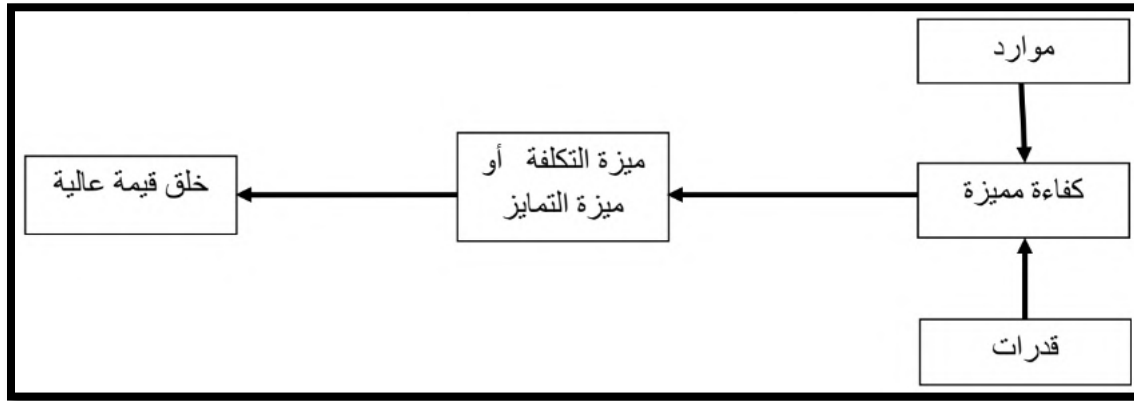 موارد
كفاءة مميزة
ميزة التكلفة أو
ميزة التمايز
خلق قيمة عالية
قدرات